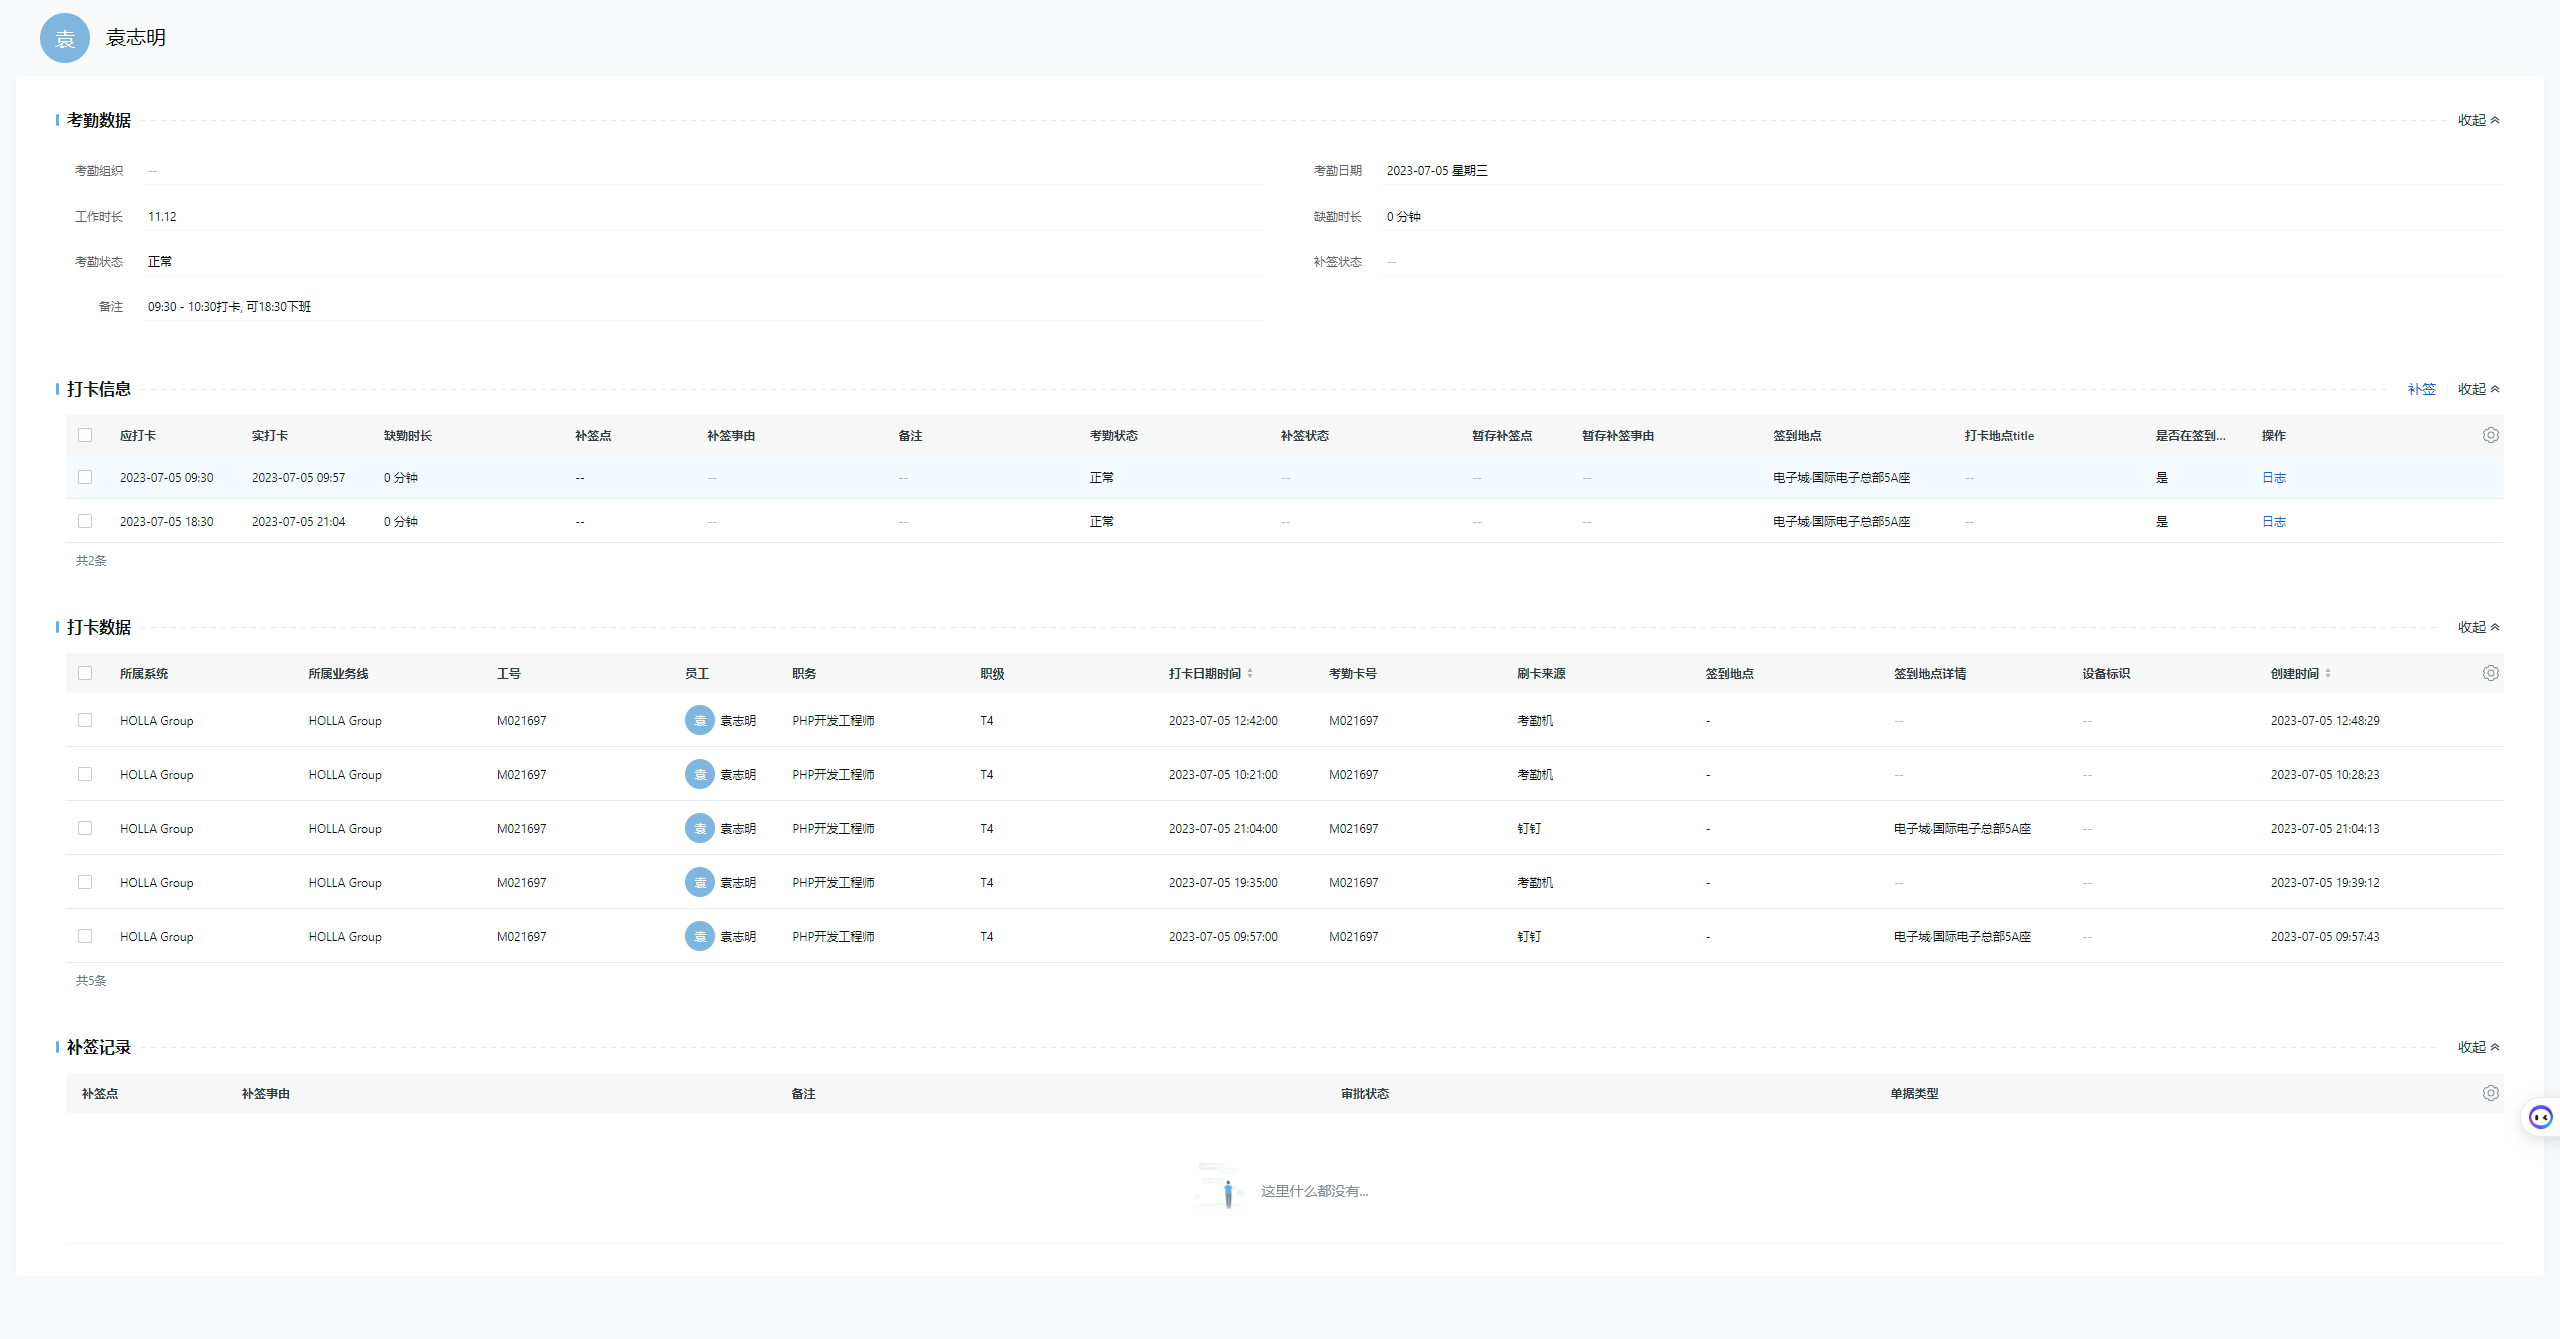 袁 袁志明
考勤数据 收起
考勤组织 -- 考勤日期 2023-07-05 星期三
工作时长 11.12 缺勤时长 0 分钟
考勤状态 正常 补签状态 --
备注 09:30 - 10:30打卡, 可18:30下班
打卡信息 补签 收起
应打卡 实打卡 缺勤时长 补签点 补签事由 备注 考勤状态 补签状态 暂存补签点 暂存补签事由 签到地点 打卡地点title 是否在签到... 操作
2023-07-05 09:30 2023-07-05 09:57 0 分钟 -- -- -- 正常 -- -- -- 电子城·国际电子总部5A座 -- 是 日志
2023-07-05 18:30 2023-07-05 21:04 0 分钟 -- -- -- 正常 -- -- -- 电子城·国际电子总部5A座 -- 是 日志
共2条
打卡数据 收起
所属系统 所属业务线 工号 员工 职务 职级 打卡日期时间 考勤卡号 刷卡来源 签到地点 签到地点详情 设备标识 创建时间
HOLLA Group HOLLA Group M021697 袁 袁志明 PHP开发工程师 T4 2023-07-05 12:42:00 M021697 考勤机 - -- -- 2023-07-05 12:48:29
HOLLA Group HOLLA Group M021697 袁 袁志明 PHP开发工程师 T4 2023-07-05 10:21:00 M021697 考勤机 - -- -- 2023-07-05 10:28:23
HOLLA Group HOLLA Group M021697 袁 袁志明 PHP开发工程师 T4 2023-07-05 21:04:00 M021697 钉钉 - 电子城·国际电子总部5A座 -- 2023-07-05 21:04:13
HOLLA Group HOLLA Group M021697 袁 袁志明 PHP开发工程师 T4 2023-07-05 19:35:00 M021697 考勤机 - -- -- 2023-07-05 19:39:12
HOLLA Group HOLLA Group M021697 袁 袁志明 PHP开发工程师 T4 2023-07-05 09:57:00 M021697 钉钉 - 电子城·国际电子总部5A座 -- 2023-07-05 09:57:43
共5条
补签记录 收起
补签点 补签事由 备注 审批状态 单据类型
这里什么都没有...